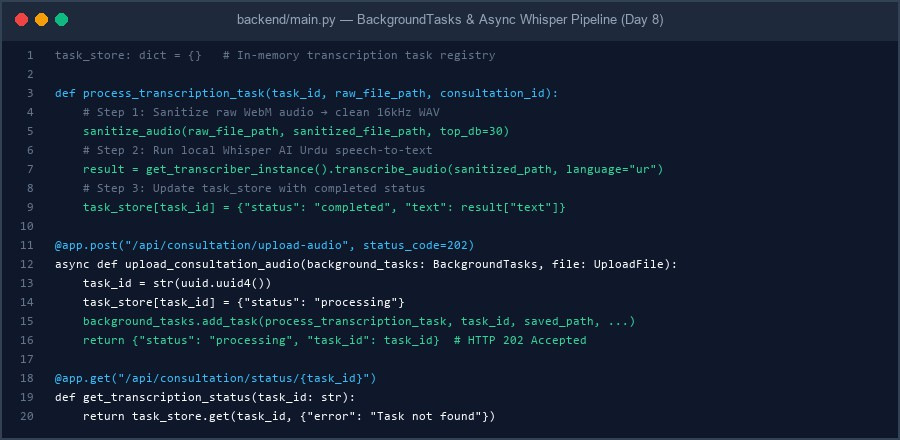 backend/main.py — BackgroundTasks & Async Whisper Pipeline (Day 8)
1 task_store: dict = {}   # In-memory transcription task registry
2
3 def process_transcription_task(task_id, raw_file_path, consultation_id):
4     # Step 1: Sanitize raw WebM audio → clean 16kHz WAV
5     sanitize_audio(raw_file_path, sanitized_file_path, top_db=30)
6     # Step 2: Run local Whisper AI Urdu speech-to-text
7     result = get_transcriber_instance().transcribe_audio(sanitized_path, language="ur")
8     # Step 3: Update task_store with completed status
9     task_store[task_id] = {"status": "completed", "text": result["text"]}
10
11 @app.post("/api/consultation/upload-audio", status_code=202)
12 async def upload_consultation_audio(background_tasks: BackgroundTasks, file: UploadFile):
13     task_id = str(uuid.uuid4())
14     task_store[task_id] = {"status": "processing"}
15     background_tasks.add_task(process_transcription_task, task_id, saved_path, ...)
16     return {"status": "processing", "task_id": task_id}  # HTTP 202 Accepted
17
18 @app.get("/api/consultation/status/{task_id}")
19 def get_transcription_status(task_id: str):
20     return task_store.get(task_id, {"error": "Task not found"})